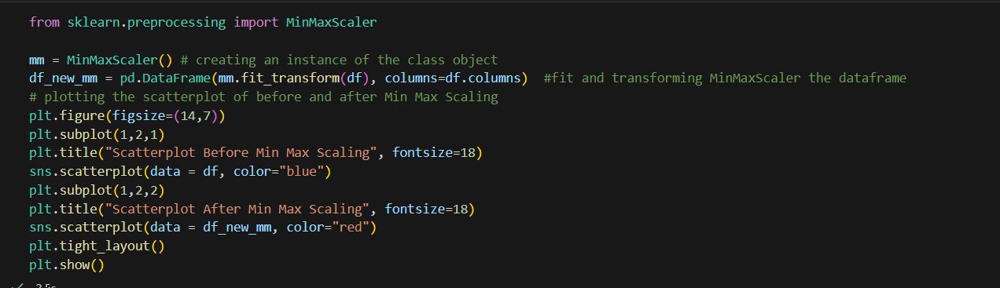 from sklearn.preprocessing import MinMaxScaler
mm = MinMaxScaler() # creating an instance of the class object
df_new_mm = pd.DataFrame(mm.fit_transform(df), columns=df.columns)  #fit and transforming MinMaxScaler the dataframe
# plotting the scatterplot of before and after Min Max Scaling
plt.figure(figsize=(14,7))
plt.subplot(1,2,1)
plt.title("Scatterplot Before Min Max Scaling", fontsize=18)
sns.scatterplot(data = df, color="blue")
plt.subplot(1,2,2)
plt.title("Scatterplot After Min Max Scaling", fontsize=18)
sns.scatterplot(data = df_new_mm, color="red")
plt.tight_layout()
plt.show()